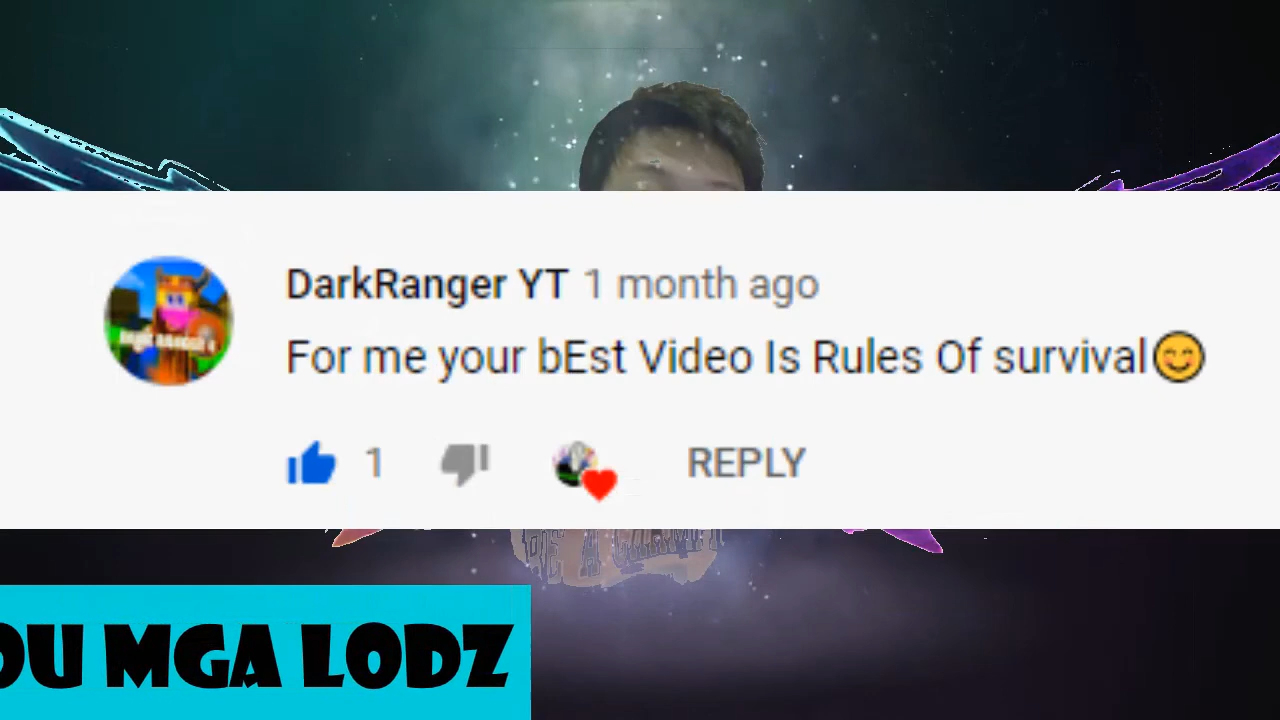 DarkRanger YT 1 month ago
For me your bEst Video Is Rules Of survival😊
1
REPLY
BE A
OU MGA LODZ